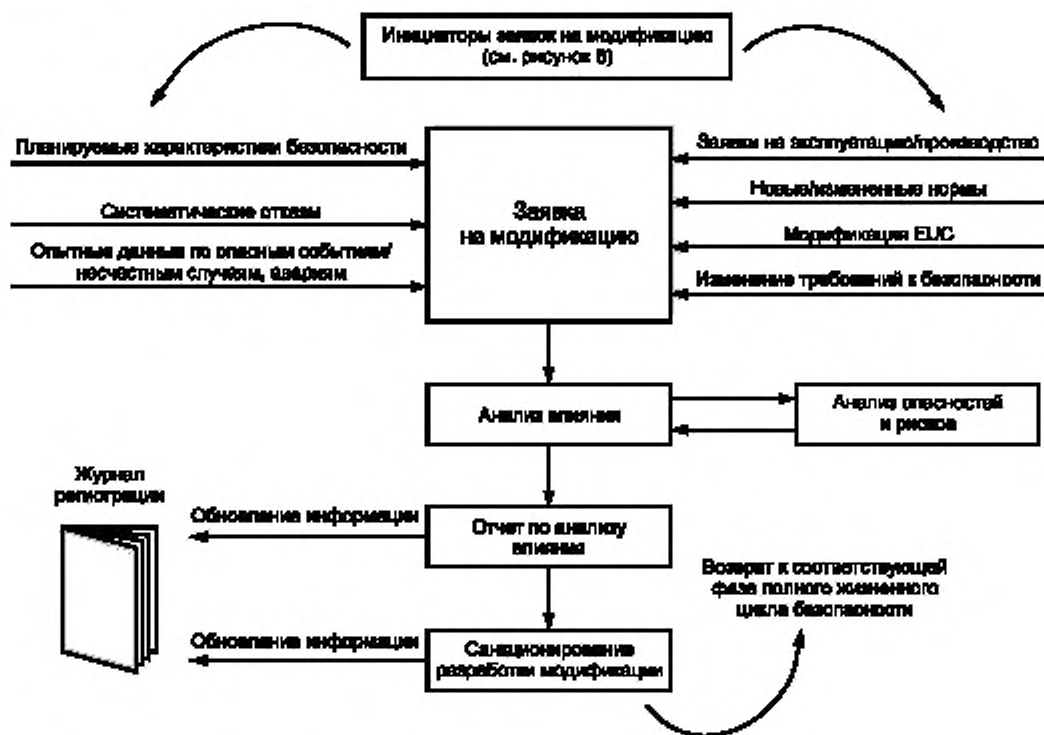 Инициаторы заявок на модификацию
(см. рисунок 8)
Планируемые характеристики безопасности
Систематические отказы
Опытные данные по опасным событиям/
несчастным случаям, авариям
Заявка
на модификацию
Заявки на эксплуатацию/производство
Новые/измененные нормы
Модификация EUC
Изменение требований к безопасности
Анализ влияния
Анализ опасностей
и рисков
Журнал
регистрации
Обновление информации
Отчет по анализу
влияния
Возврат к соответствующей
фазе полного жизненного
цикла безопасности
Обновление информации
Санкционирование
разработки модификации